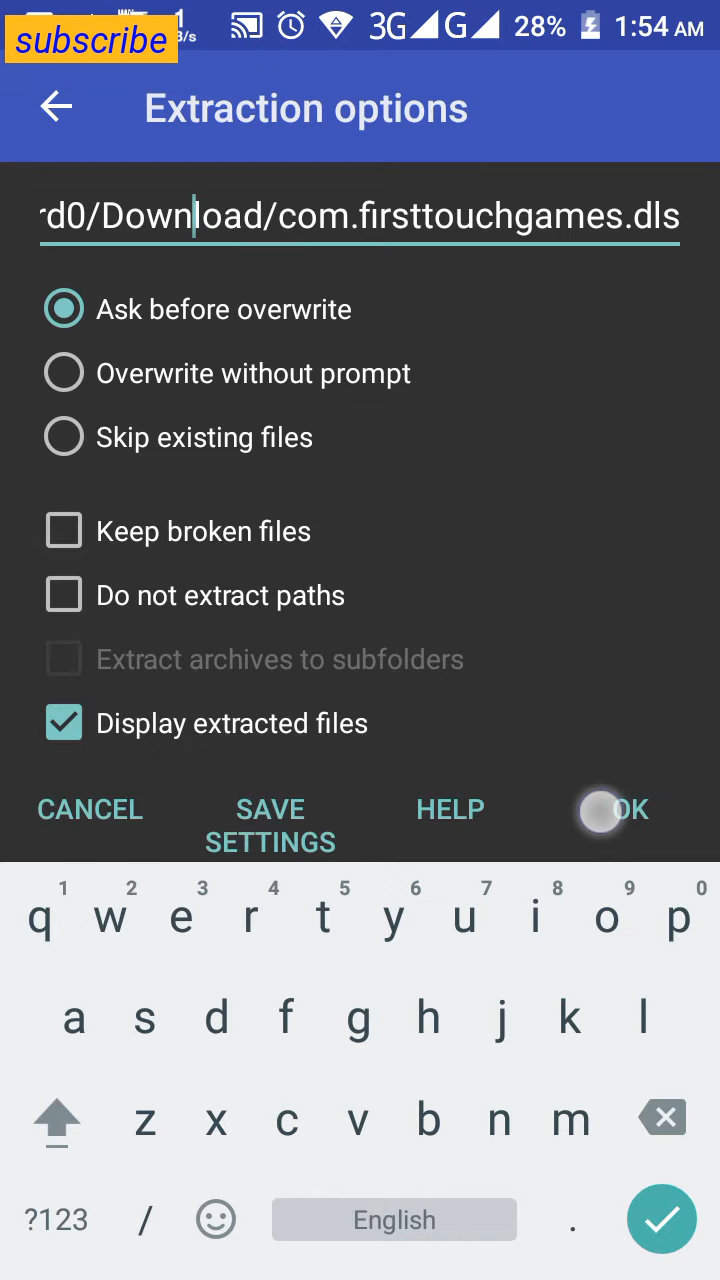 subscribe
3G G 28% 1:54 AM
Extraction options
rd0/Download/com.firsttouchgames.dls
Ask before overwrite
Overwrite without prompt
Skip existing files
Keep broken files
Do not extract paths
Extract archives to subfolders
Display extracted files
CANCEL SAVE SETTINGS HELP OK
1 2 3 4 5 6 7 8 9 0
q w e r t y u i o p
a s d f g h j k l
z x c v b n m
?123 / English .